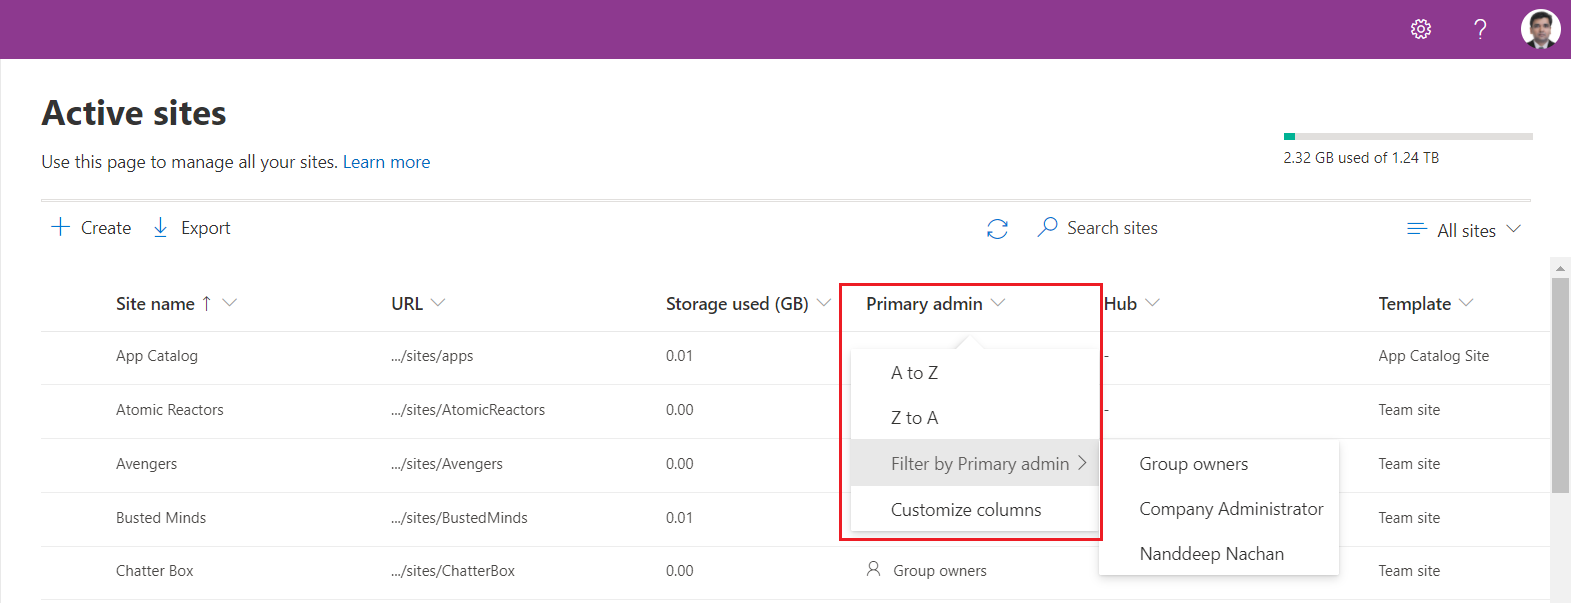 Active sites
Use this page to manage all your sites. Learn more
2.32 GB used of 1.24 TB
Create Export Search sites All sites
Site name URL Storage used (GB) Primary admin Hub Template
App Catalog .../sites/apps 0.01 - App Catalog Site
A to Z
Atomic Reactors .../sites/AtomicReactors 0.00 - Team site
Z to A
Avengers .../sites/Avengers 0.00 Filter by Primary admin Group owners Team site
Busted Minds .../sites/BustedMinds 0.01 Customize columns Company Administrator Team site
Nanddeep Nachan
Chatter Box .../sites/ChatterBox 0.00 Group owners Team site